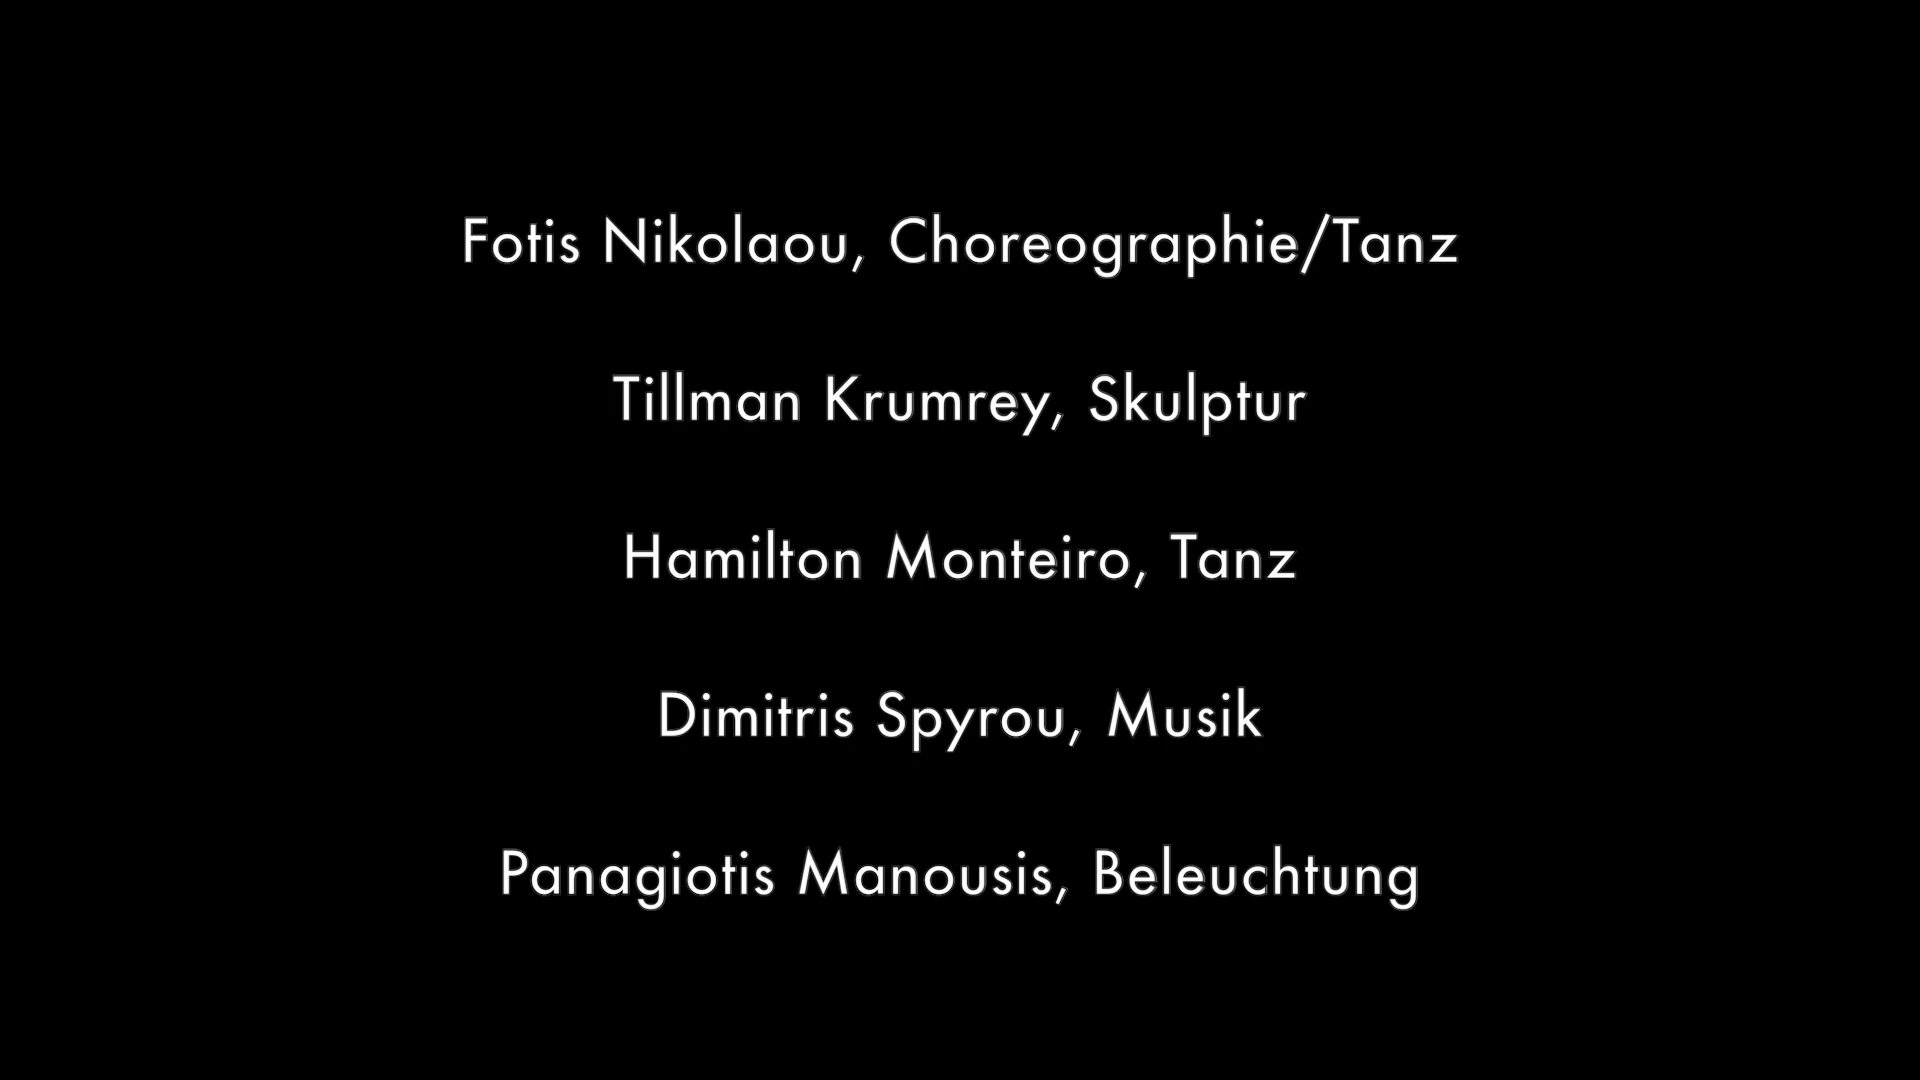 Fotis Nikolaou, Choreographie/Tanz
Tillman Krumrey, Skulptur
Hamilton Monteiro, Tanz
Dimitris Spyrou, Musik
Panagiotis Manousis, Beleuchtung